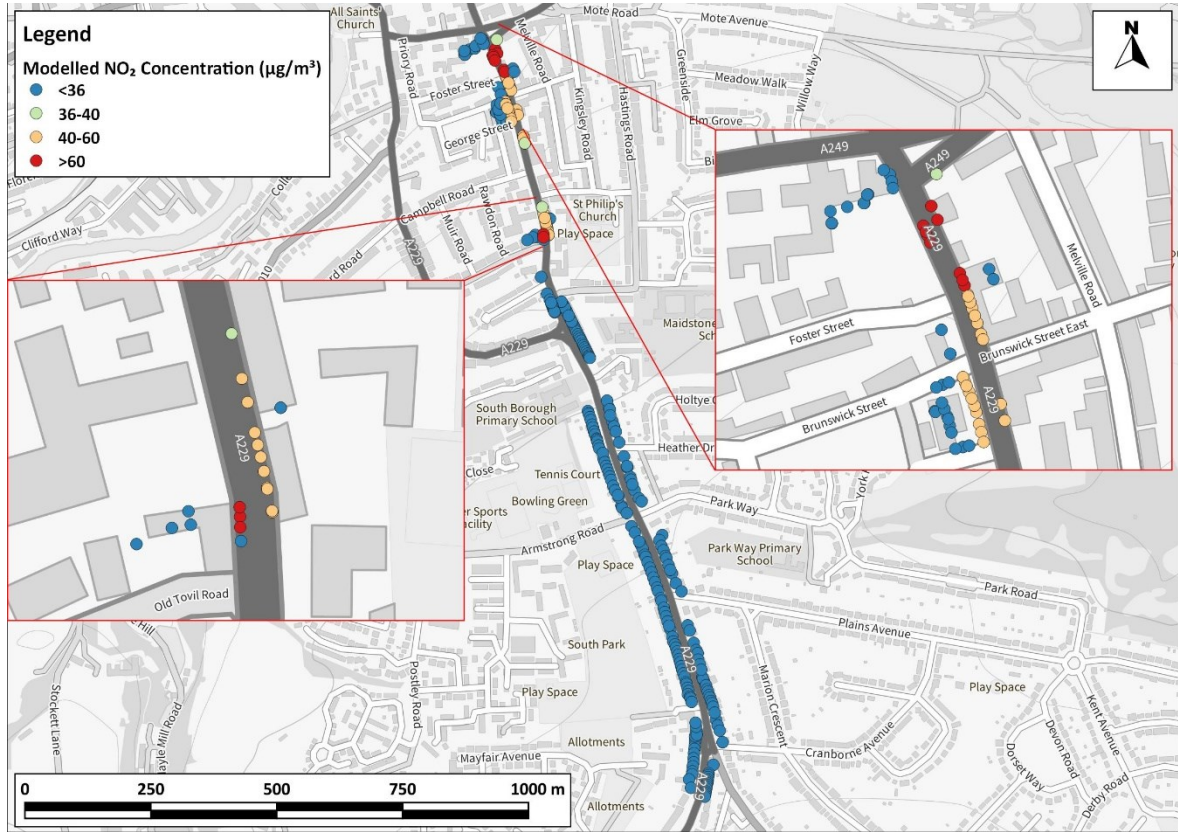 Legend
Modelled NO₂ Concentration (µg/m³)
<36
36-40
40-60
>60
N
All Saints'
Church
Mote Road
Mote Avenue
Priory Road
Melville Road
Greenside
Meadow Walk
Willow Way
Foster Street
Kingsley Road
Hastings Road
Elm Grove
George Street
Clifford Way
Campbell Road
Rawdon Road
Muir Road
St Philip's
Church
Play Space
A229
A229
Maidstone
South Borough
Primary School
Tennis Court
Bowling Green
Armstrong Road
Park Way
Play Space
Park Way Primary
School
Park Road
Plains Avenue
South Park
A229
Play Space
Marion Crescent
Play Space
Postley Road
Stockett Lane
Kent Avenue
Devon Road
Dorset Way
Derby Road
Allotments
Mayfair Avenue
Cranborne Avenue
A229
Allotments
A249
A249
A229
Melville Road
Foster Street
Brunswick Street East
Brunswick Street
A229
A229
Old Tovil Road
0 250 500 750 1000 m